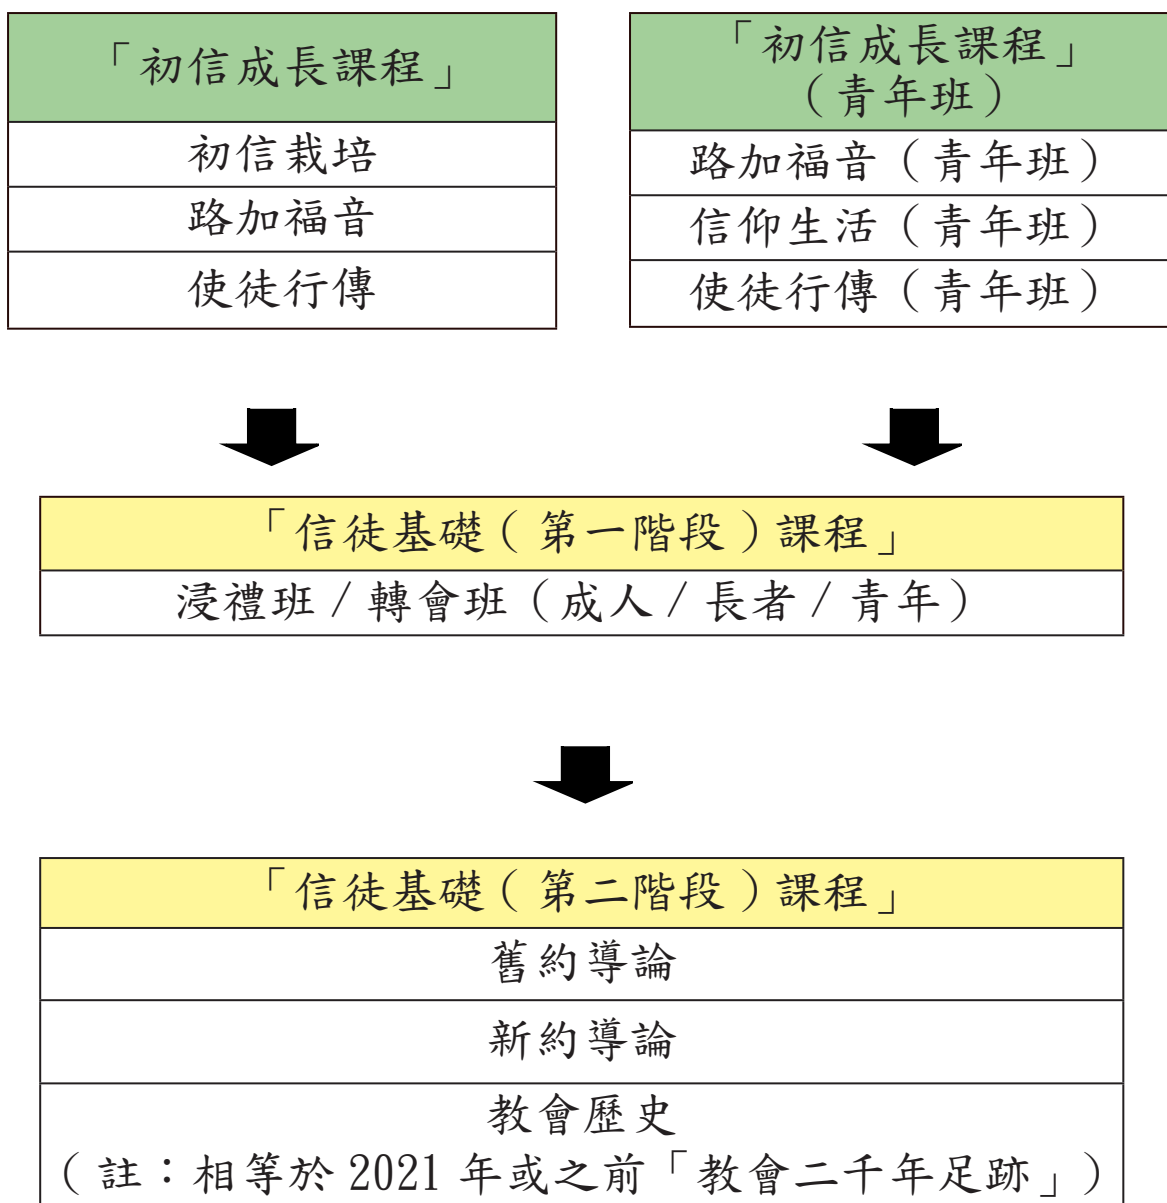 「初信成長課程」
初信栽培
路加福音
使徒行傳
「初信成長課程」
（青年班）
路加福音（青年班）
信仰生活（青年班）
使徒行傳（青年班）
「信徒基礎（第一階段）課程」
浸禮班／轉會班（成人／長者／青年）
「信徒基礎（第二階段）課程」
舊約導論
新約導論
教會歷史
（註：相等於2021年或之前「教會二千年足跡」）